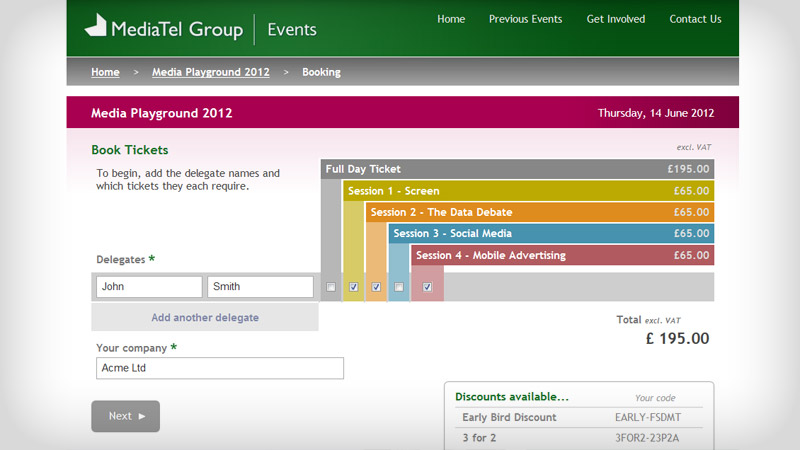 MediaTel Group Events
Home Previous Events Get Involved Contact Us
Home > Media Playground 2012 > Booking
Media Playground 2012 Thursday, 14 June 2012
Book Tickets
excl. VAT
To begin, add the delegate names and
which tickets they each require.
Full Day Ticket £195.00
Session 1 - Screen £65.00
Session 2 - The Data Debate £65.00
Session 3 - Social Media £65.00
Session 4 - Mobile Advertising £65.00
Delegates *
John Smith
Add another delegate
Total excl. VAT
£ 195.00
Your company *
Acme Ltd
Next ►
Discounts available... Your code
Early Bird Discount EARLY-FSDMT
3 for 2 3FOR2-23P2A